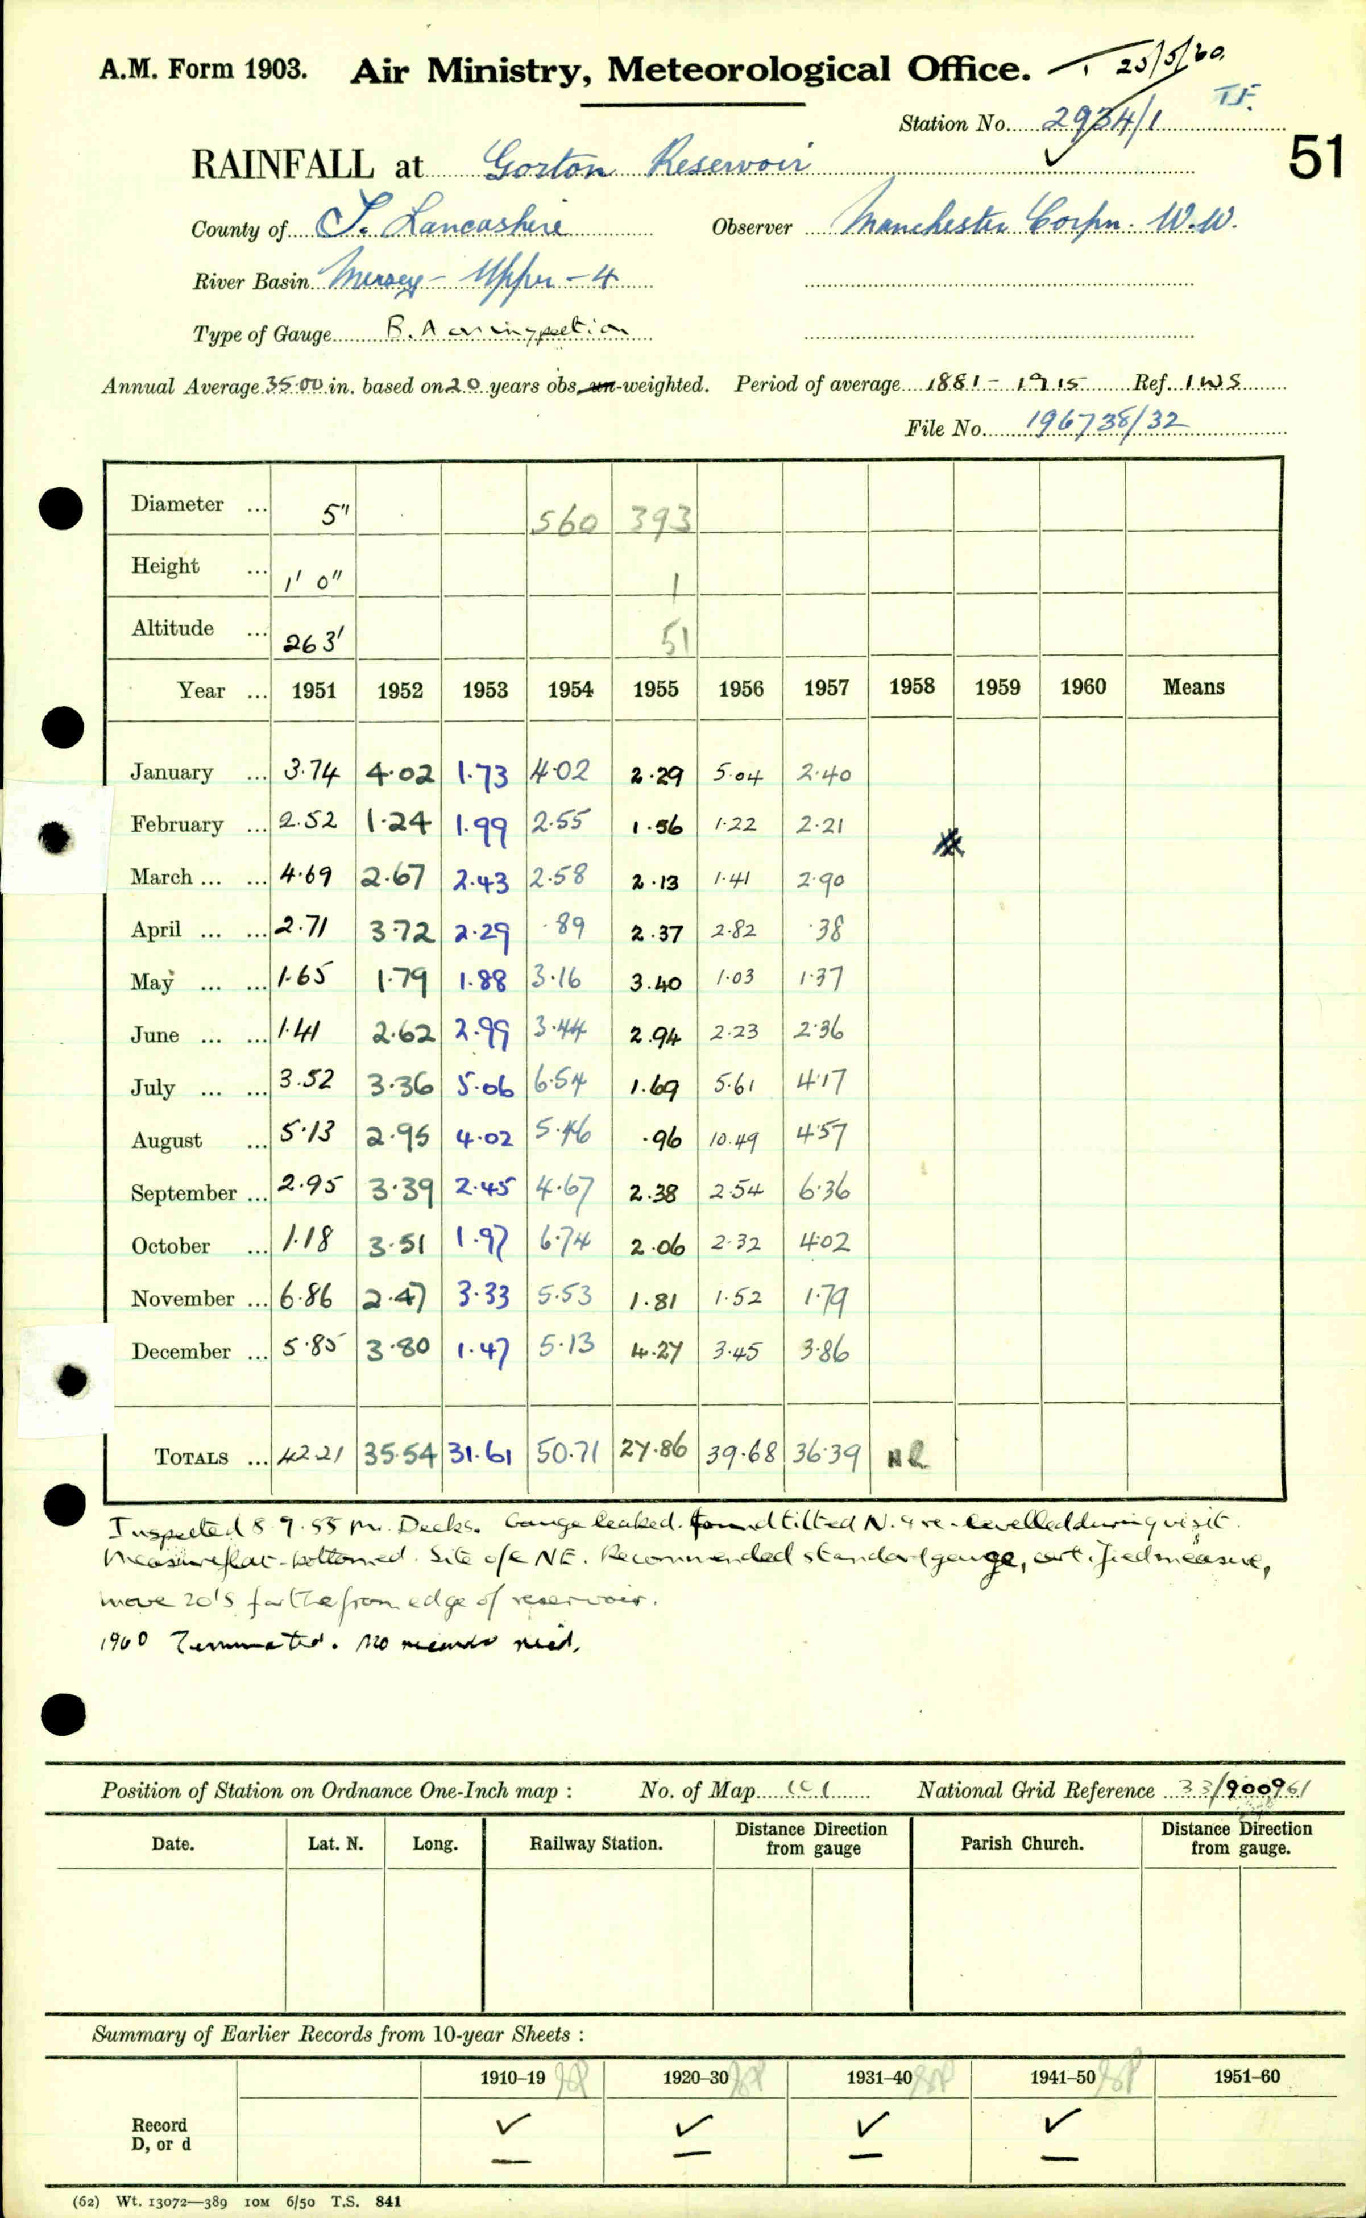 A.M. Form 1903. Air Ministry, Meteorological Office. T 23/5/60.
T.F.
Station No. 2934/1
51
RAINFALL at Gorton Reservoir
County of S. Lancashire Observer Manchester Corpn. W.W.
River Basin Mersey - Upper - 4
Type of Gauge B.A on inspection
Annual Average 35.00 in. based on 20 years obs. un-weighted. Period of average 1881 - 1915 Ref. IWS
File No. 196738/32
Diameter ... 5" 560 393
Height ... 1' 0" 1
Altitude ... 263' 51
Year ... 1951 1952 1953 1954 1955 1956 1957 1958 1959 1960 Means
January ... 3.74 4.02 1.73 4.02 2.29 5.04 2.40
February ... 2.52 1.24 1.99 2.55 1.56 1.22 2.21
March ... ... 4.69 2.67 2.43 2.58 2.13 1.41 2.90
April ... ... 2.71 3.72 2.29 .89 2.37 2.82 .38
May ... ... 1.65 1.79 1.88 3.16 3.40 1.03 1.37
June ... ... 1.41 2.62 2.99 3.44 2.94 2.23 2.36
July ... ... 3.52 3.36 5.06 6.54 1.69 5.61 4.17
August ... 5.13 2.95 4.02 5.46 .96 10.49 4.57
September ... 2.95 3.39 2.45 4.67 2.38 2.54 6.36
October ... 1.18 3.51 1.97 6.74 2.06 2.32 4.02
November ... 6.86 2.47 3.33 5.53 1.81 1.52 1.79
December ... 5.85 3.80 1.47 5.13 4.27 3.45 3.86
TOTALS ... 42.21 35.54 31.61 50.71 27.86 39.68 36.39 NR
Inspected 8.9.55 Mr. Deeks. Gauge leaked. Found tilted N. & re-levelled during visit.
Measure flat-bottomed. Site o/e NE. Recommended standard gauge, certified measure,
move 20'S farther from edge of reservoir.
1960 Terminated. No records recd.
Position of Station on Ordnance One-Inch map : No. of Map 101 National Grid Reference 33/900961
Date. Lat. N. Long. Railway Station. Distance Direction from gauge Parish Church. Distance Direction from gauge.
Summary of Earlier Records from 10-year Sheets :
1910–19 1920–30 1931–40 1941–50 1951–60
Record ✓ ✓ ✓ ✓
D, or d — — — —
(62) Wt. 13072—389 10M 6/50 T.S. 841